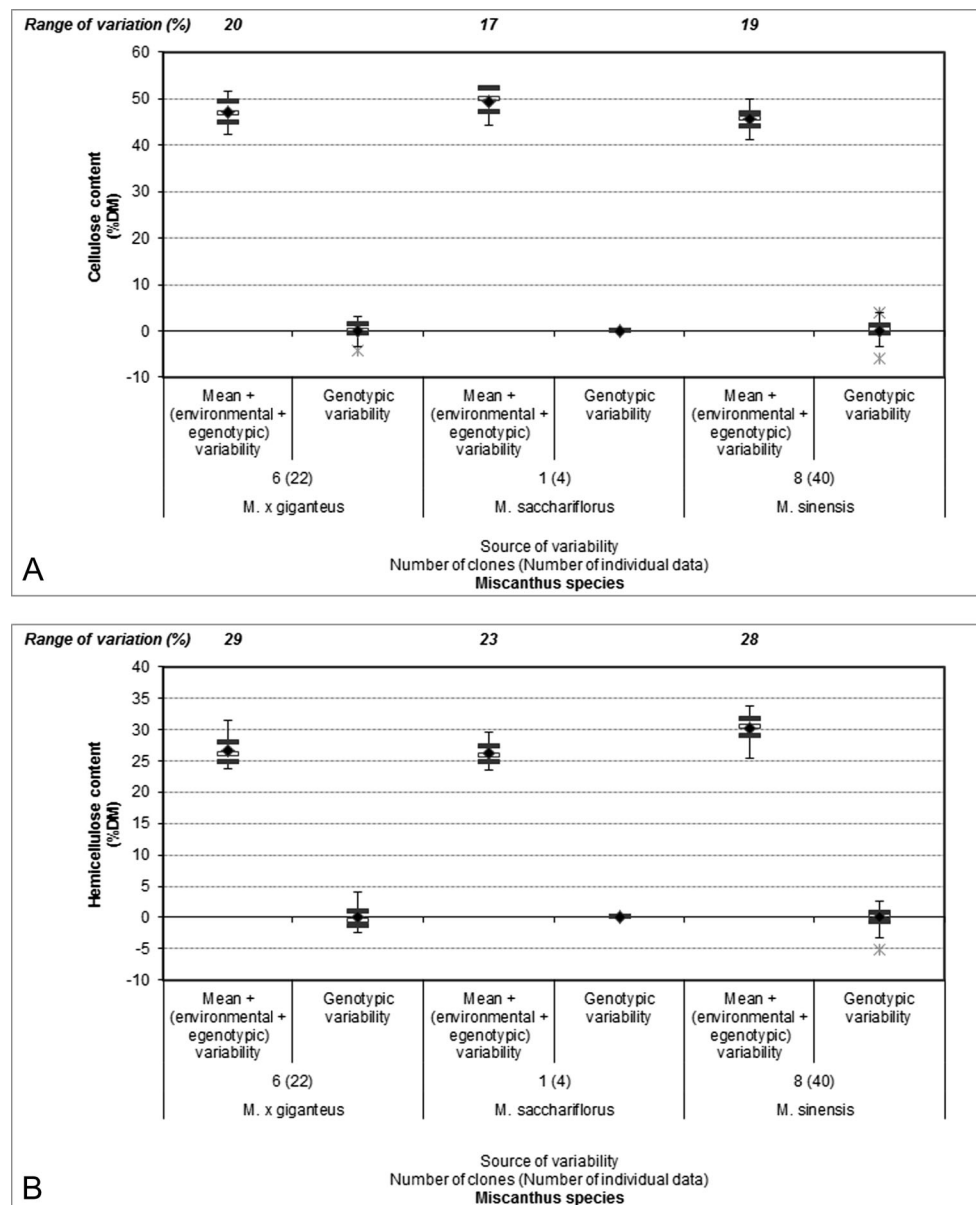 Range of variation (%) 20 17 19
60
50
40
30
20
10
0
-10
Cellulose content
(%DM)
Mean + Genotypic Mean + Genotypic Mean + Genotypic
(environmental + variability (environmental + variability (environmental + variability
egenotypic) egenotypic) egenotypic)
variability variability variability
6 (22) 1 (4) 8 (40)
M. x giganteus M. sacchariflorus M. sinensis
Source of variability
Number of clones (Number of individual data)
Miscanthus species
A
Range of variation (%) 29 23 28
40
35
30
25
20
15
10
5
0
-5
-10
Hemicellulose content
(%DM)
Mean + Genotypic Mean + Genotypic Mean + Genotypic
(environmental + variability (environmental + variability (environmental + variability
egenotypic) egenotypic) egenotypic)
variability variability variability
6 (22) 1 (4) 8 (40)
M. x giganteus M. sacchariflorus M. sinensis
Source of variability
Number of clones (Number of individual data)
Miscanthus species
B